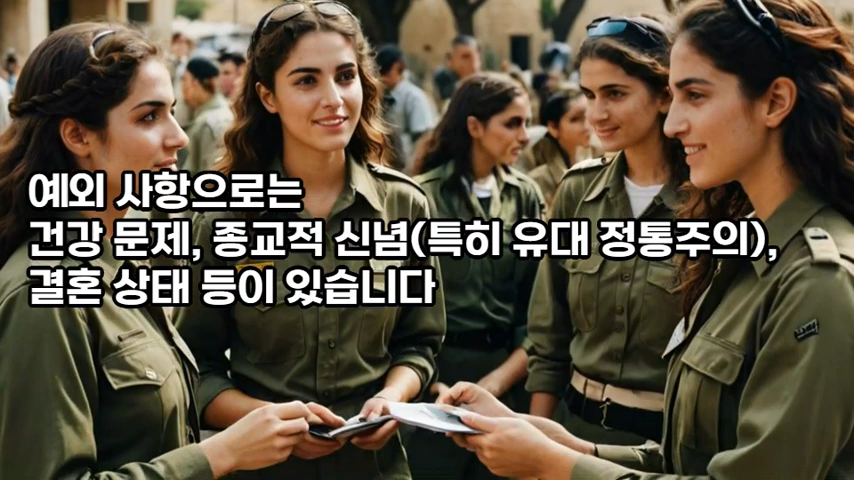 예외 사항으로는
건강 문제, 종교적 신념(특히 유대 정통주의),
결혼 상태 등이 있습니다